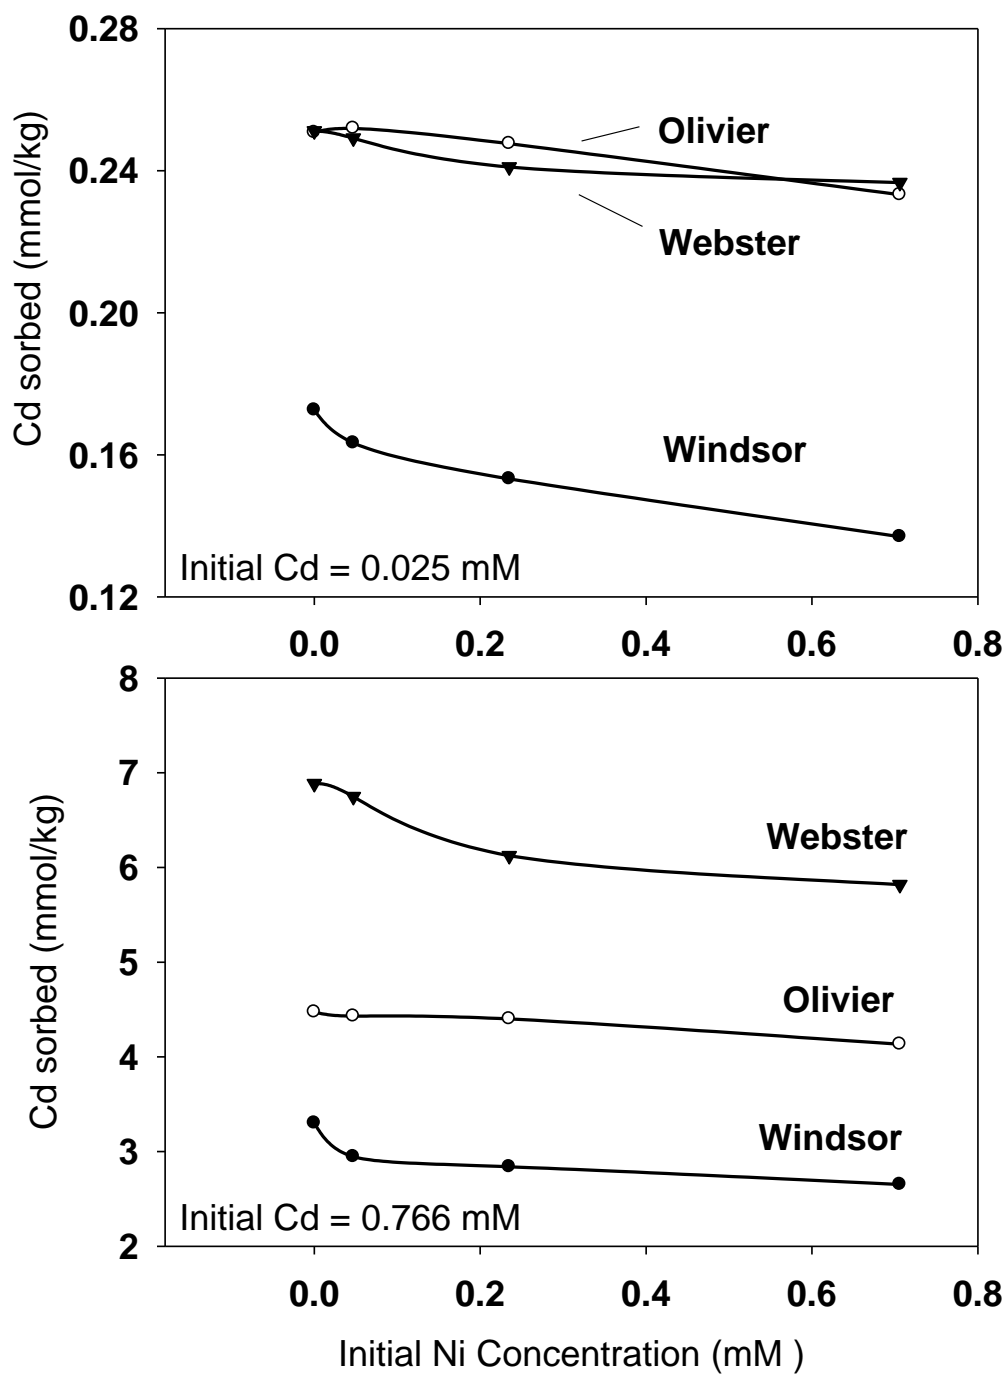 0.28
0.24
0.20
0.16
0.12
Cd sorbed (mmol/kg)
Olivier
Webster
Windsor
Initial Cd = 0.025 mM
0.0 0.2 0.4 0.6 0.8
8
7
6
5
4
3
2
Cd sorbed (mmol/kg)
Webster
Olivier
Windsor
Initial Cd = 0.766 mM
0.0 0.2 0.4 0.6 0.8
Initial Ni Concentration (mM )